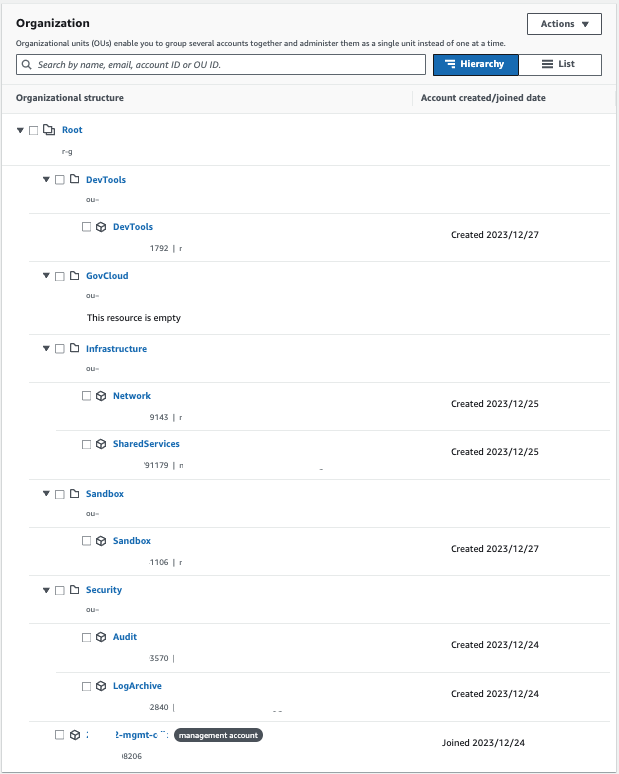 Organization
Actions ▼
Organizational units (OUs) enable you to group several accounts together and administer them as a single unit instead of one at a time.
Search by name, email, account ID or OU ID.
Hierarchy
List
Organizational structure
Account created/joined date
Root
r-g
DevTools
ou-
DevTools
Created 2023/12/27
1792 | r
GovCloud
ou-
This resource is empty
Infrastructure
ou-
Network
Created 2023/12/25
9143 | r
SharedServices
Created 2023/12/25
91179 |
Sandbox
ou-
Sandbox
Created 2023/12/27
1106 | r
Security
ou-
Audit
Created 2023/12/24
3570 |
LogArchive
Created 2023/12/24
2840 |
-mgmt-c
management account
Joined 2023/12/24
8206